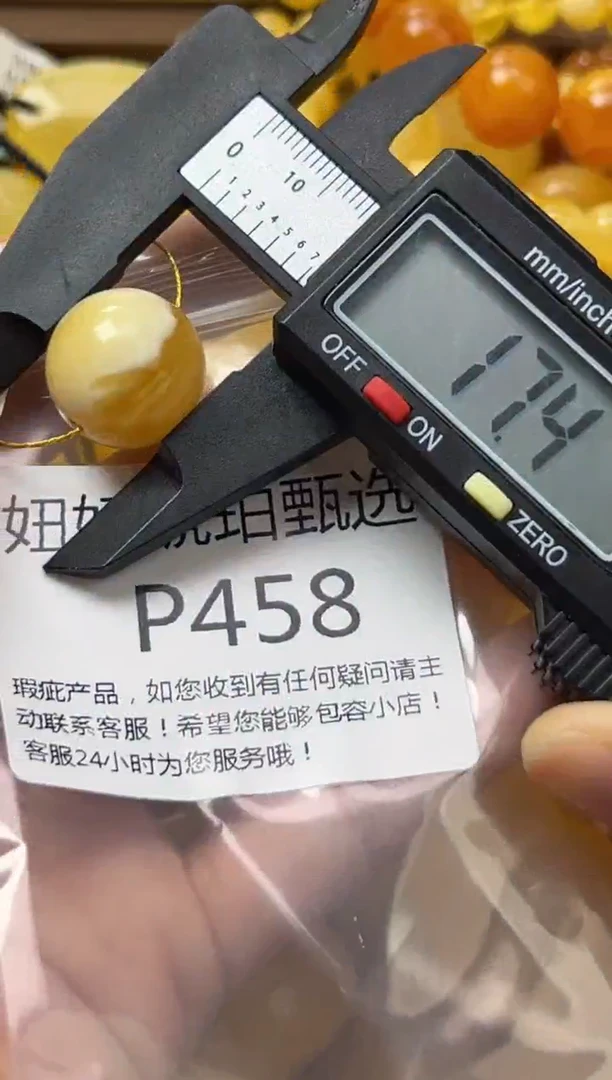 0 10
1 2 3 4 5 6 7
mm/inch
OFF
ON
ZERO
17.4
珀甄选
P458
瑕疵产品，如您收到有任何疑问请主
动联系客服！希望您能够包容小店！
客服24小时为您服务哦！